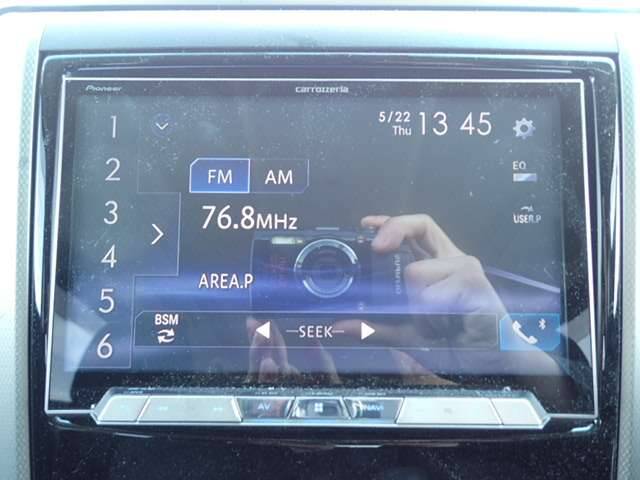 Pioneer
carrozzeria
5/22
Thu
13 45
1
2
3
4
5
6
FM AM
76.8MHz
EQ
USER.P
AREA.P
BSM
SEEK
AV
NAVI
OLYMPUS